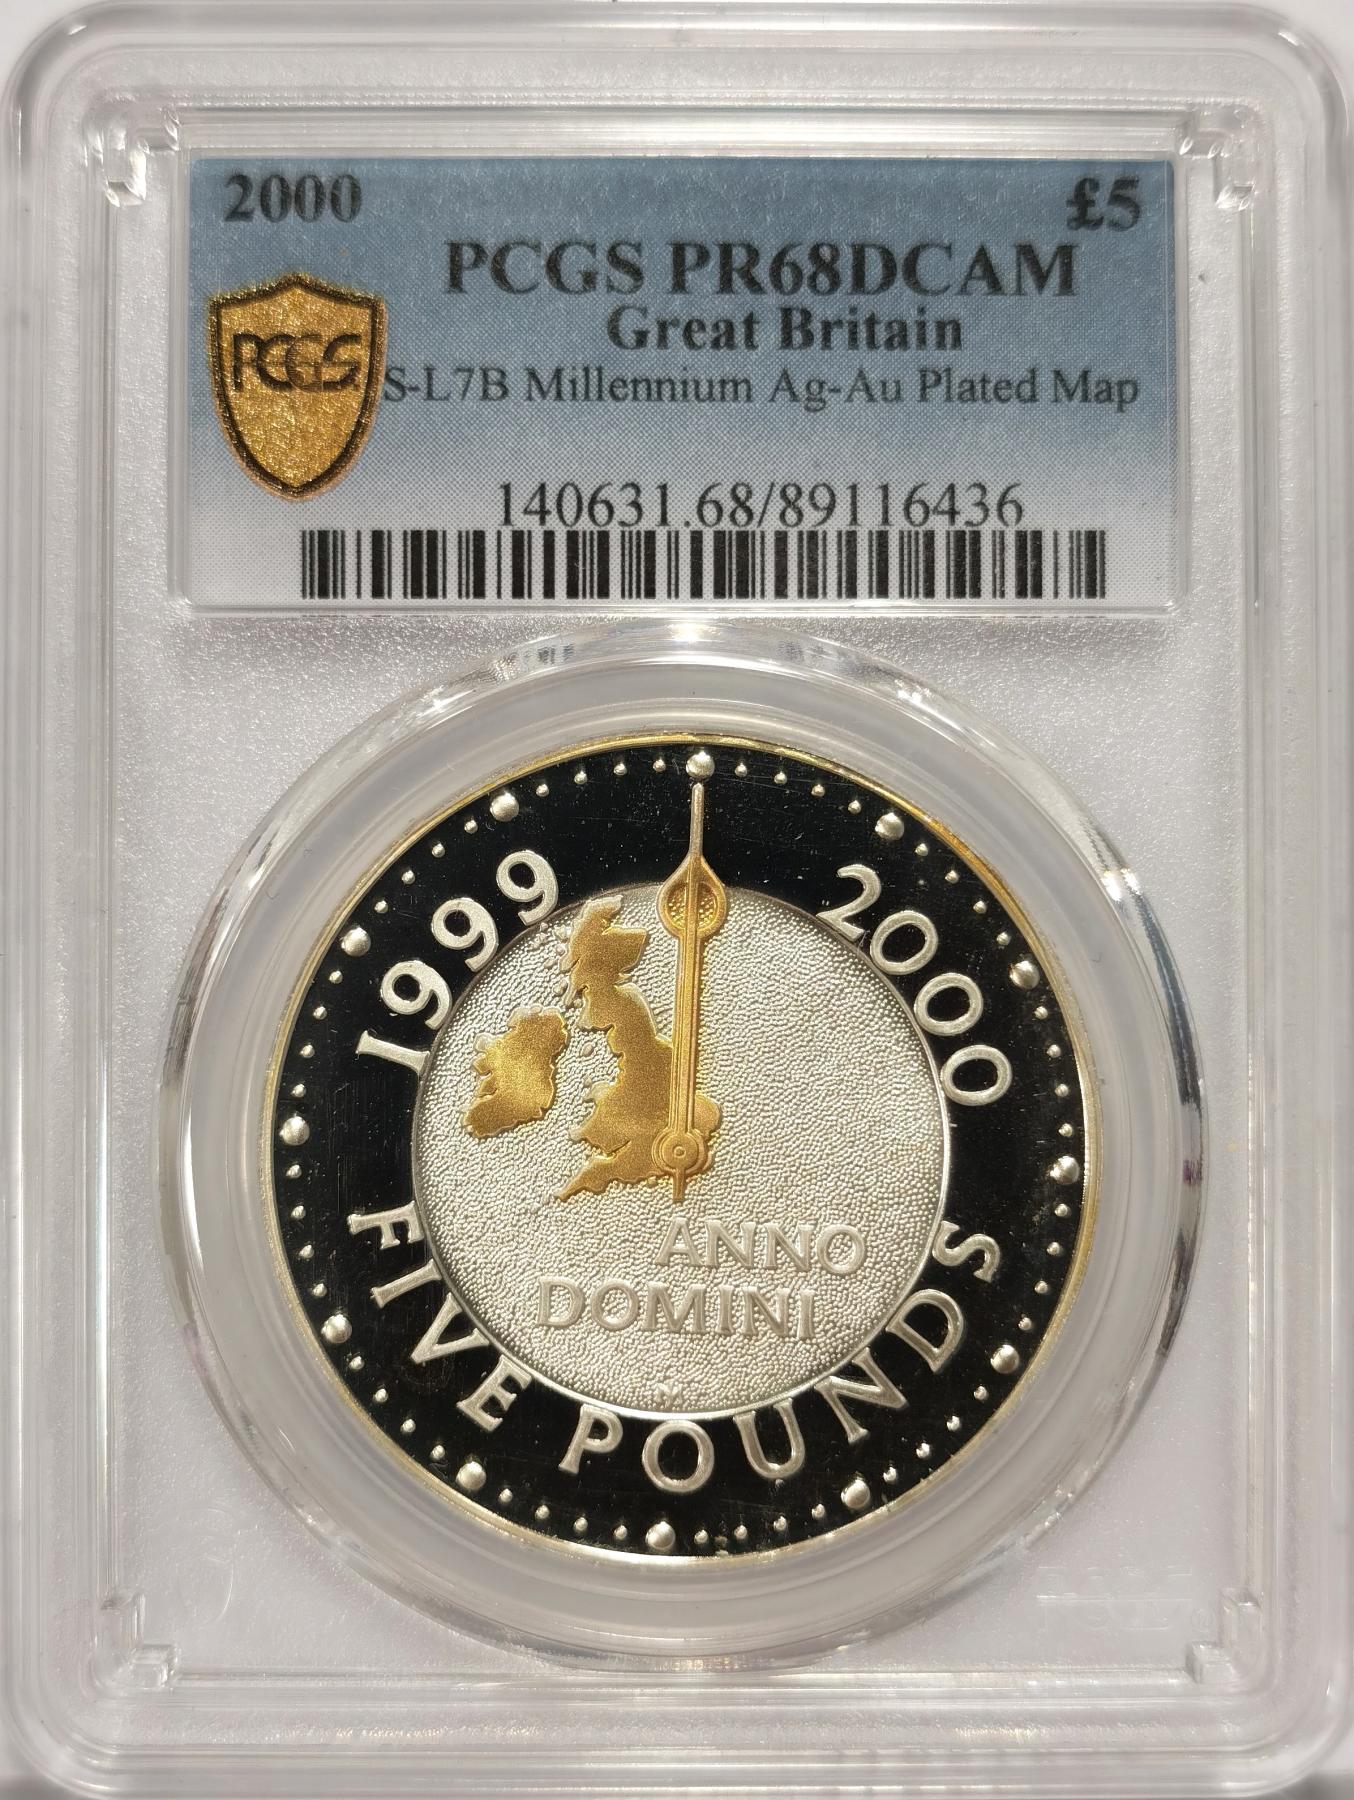 2000 £5
PCGS PR68DCAM
Great Britain
PCGS
S-L7B Millennium Ag-Au Plated Map
140631.68/89116436
1999 2000
ANNO
DOMINI
FIVE POUNDS